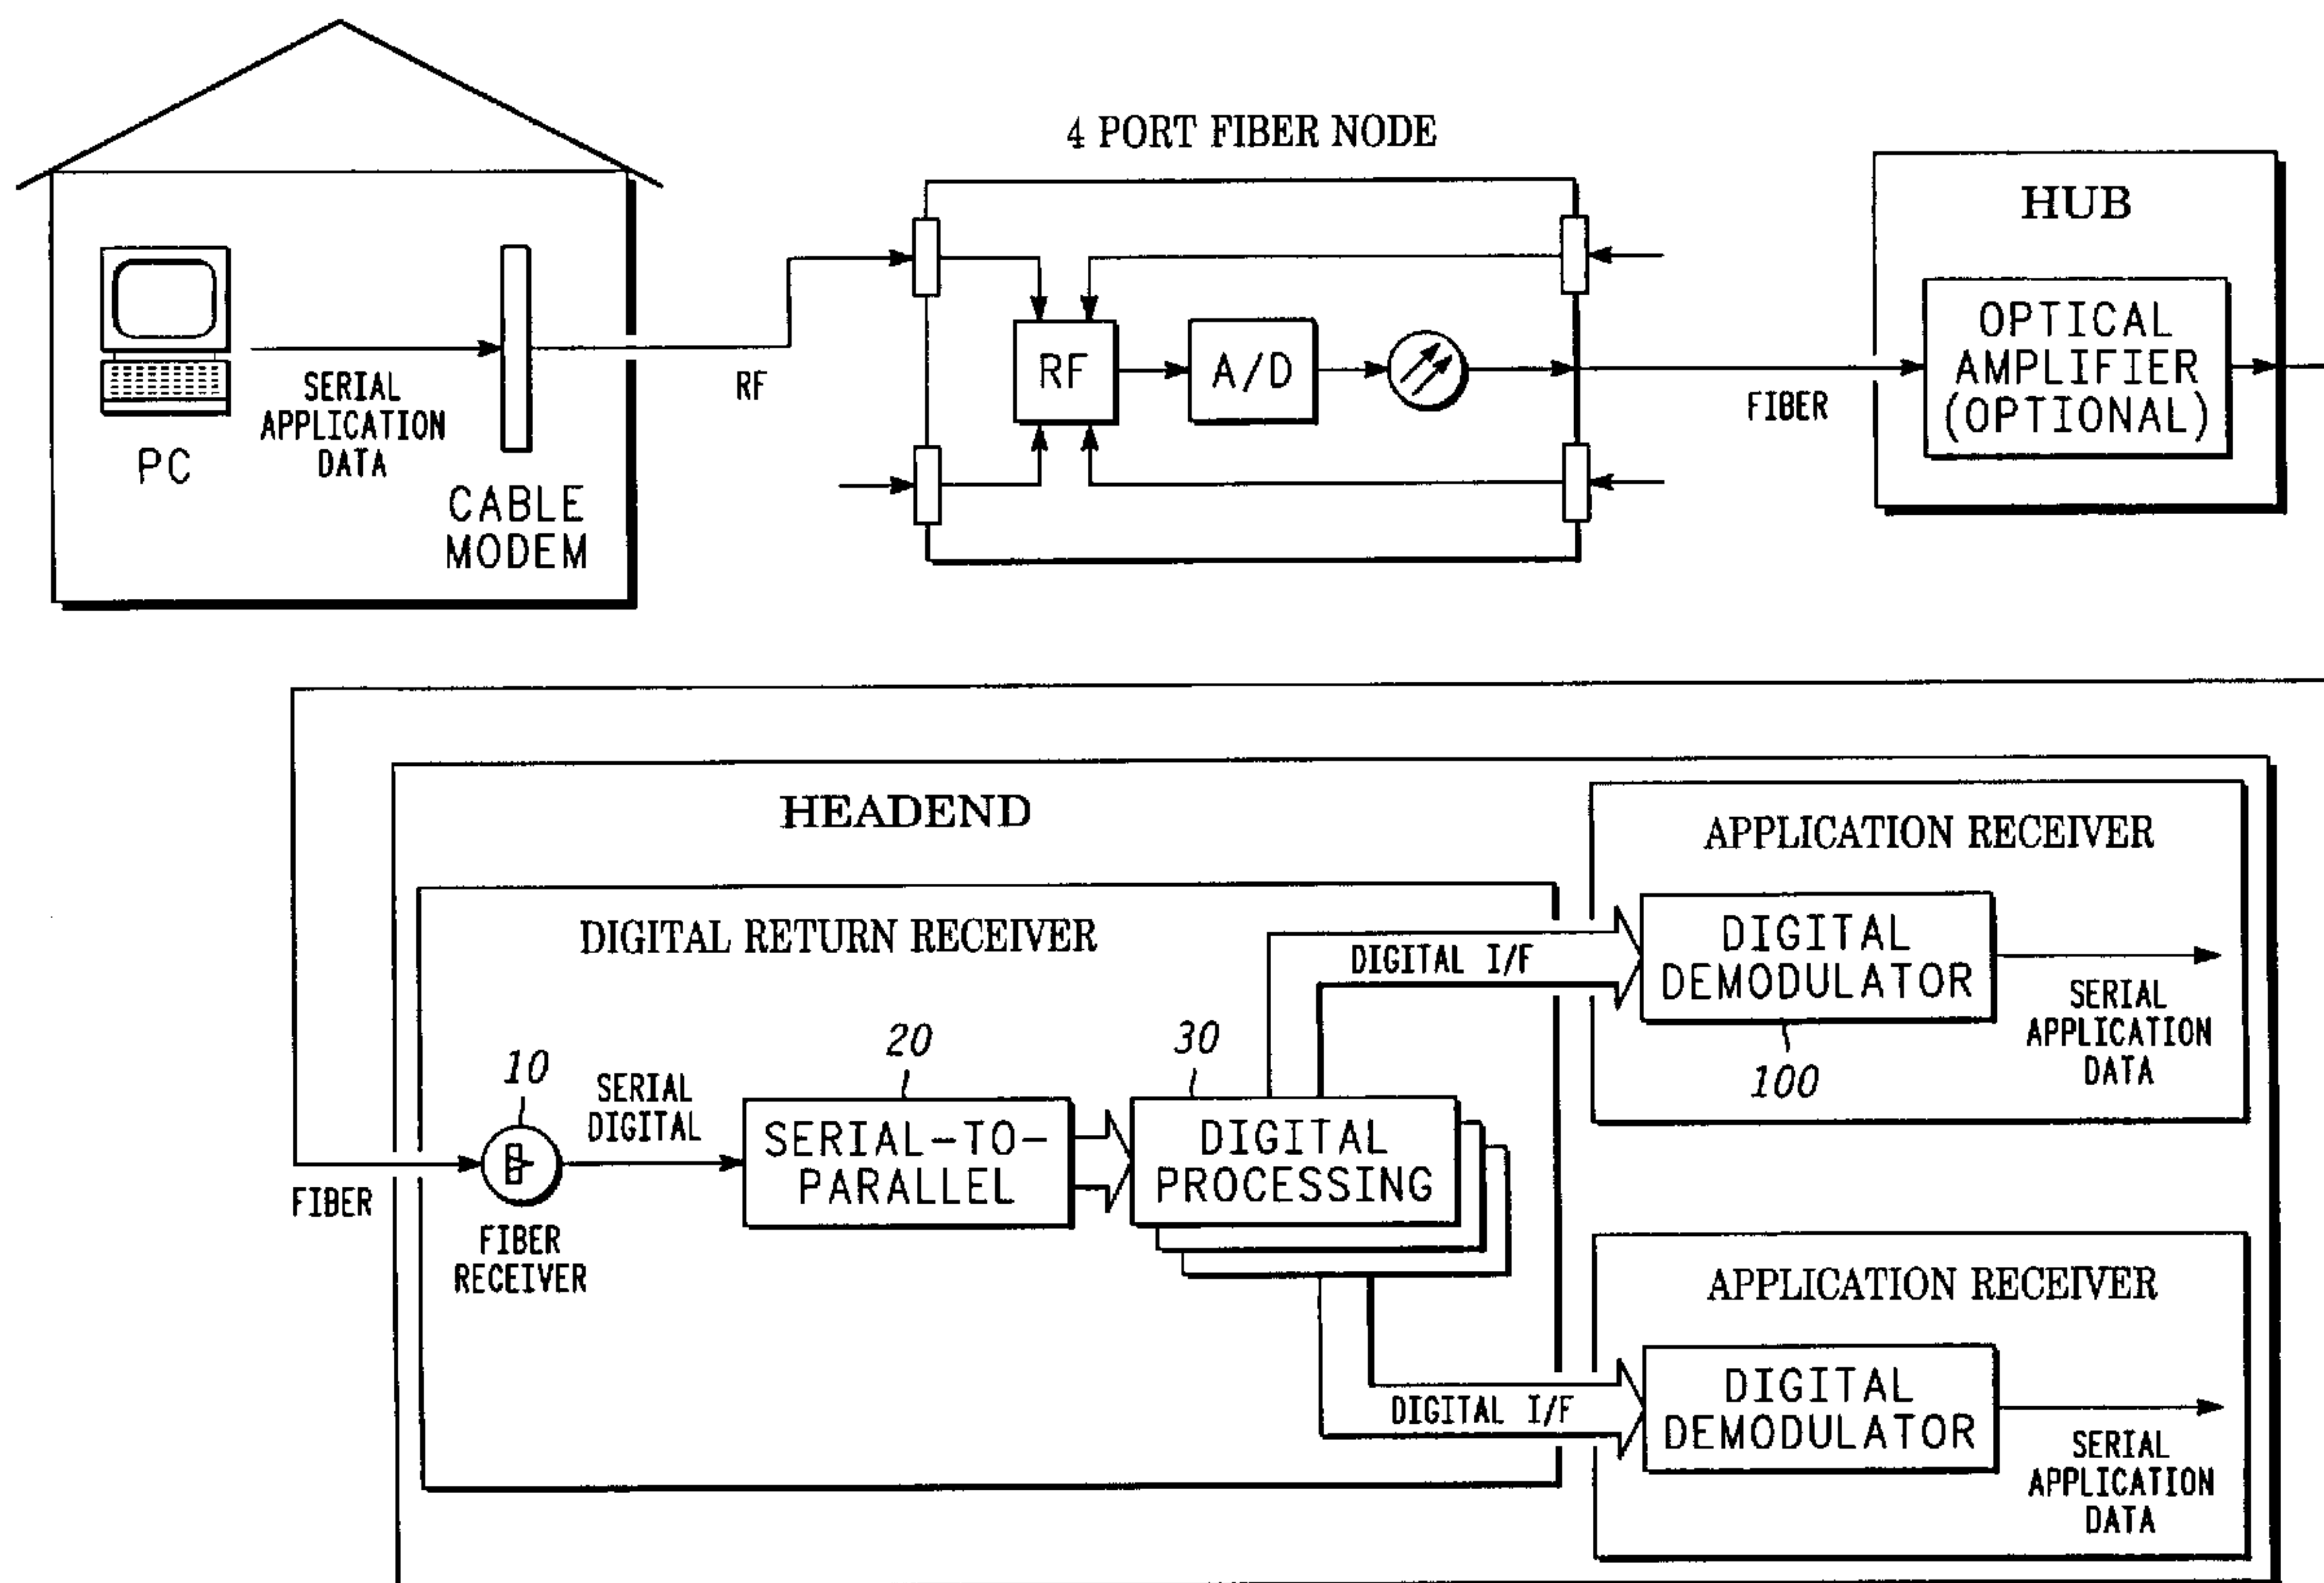 4 PORT FIBER NODE
HUB
PC
SERIAL
APPLICATION
DATA
CABLE
MODEM
RF
RF
A/D
FIBER
OPTICAL
AMPLIFIER
(OPTIONAL)
HEADEND
APPLICATION RECEIVER
DIGITAL RETURN RECEIVER
DIGITAL I/F
DIGITAL
DEMODULATOR
100
SERIAL
APPLICATION
DATA
FIBER
10
FIBER
RECEIVER
SERIAL
DIGITAL
20
SERIAL-TO-
PARALLEL
30
DIGITAL
PROCESSING
APPLICATION RECEIVER
DIGITAL I/F
DIGITAL
DEMODULATOR
SERIAL
APPLICATION
DATA